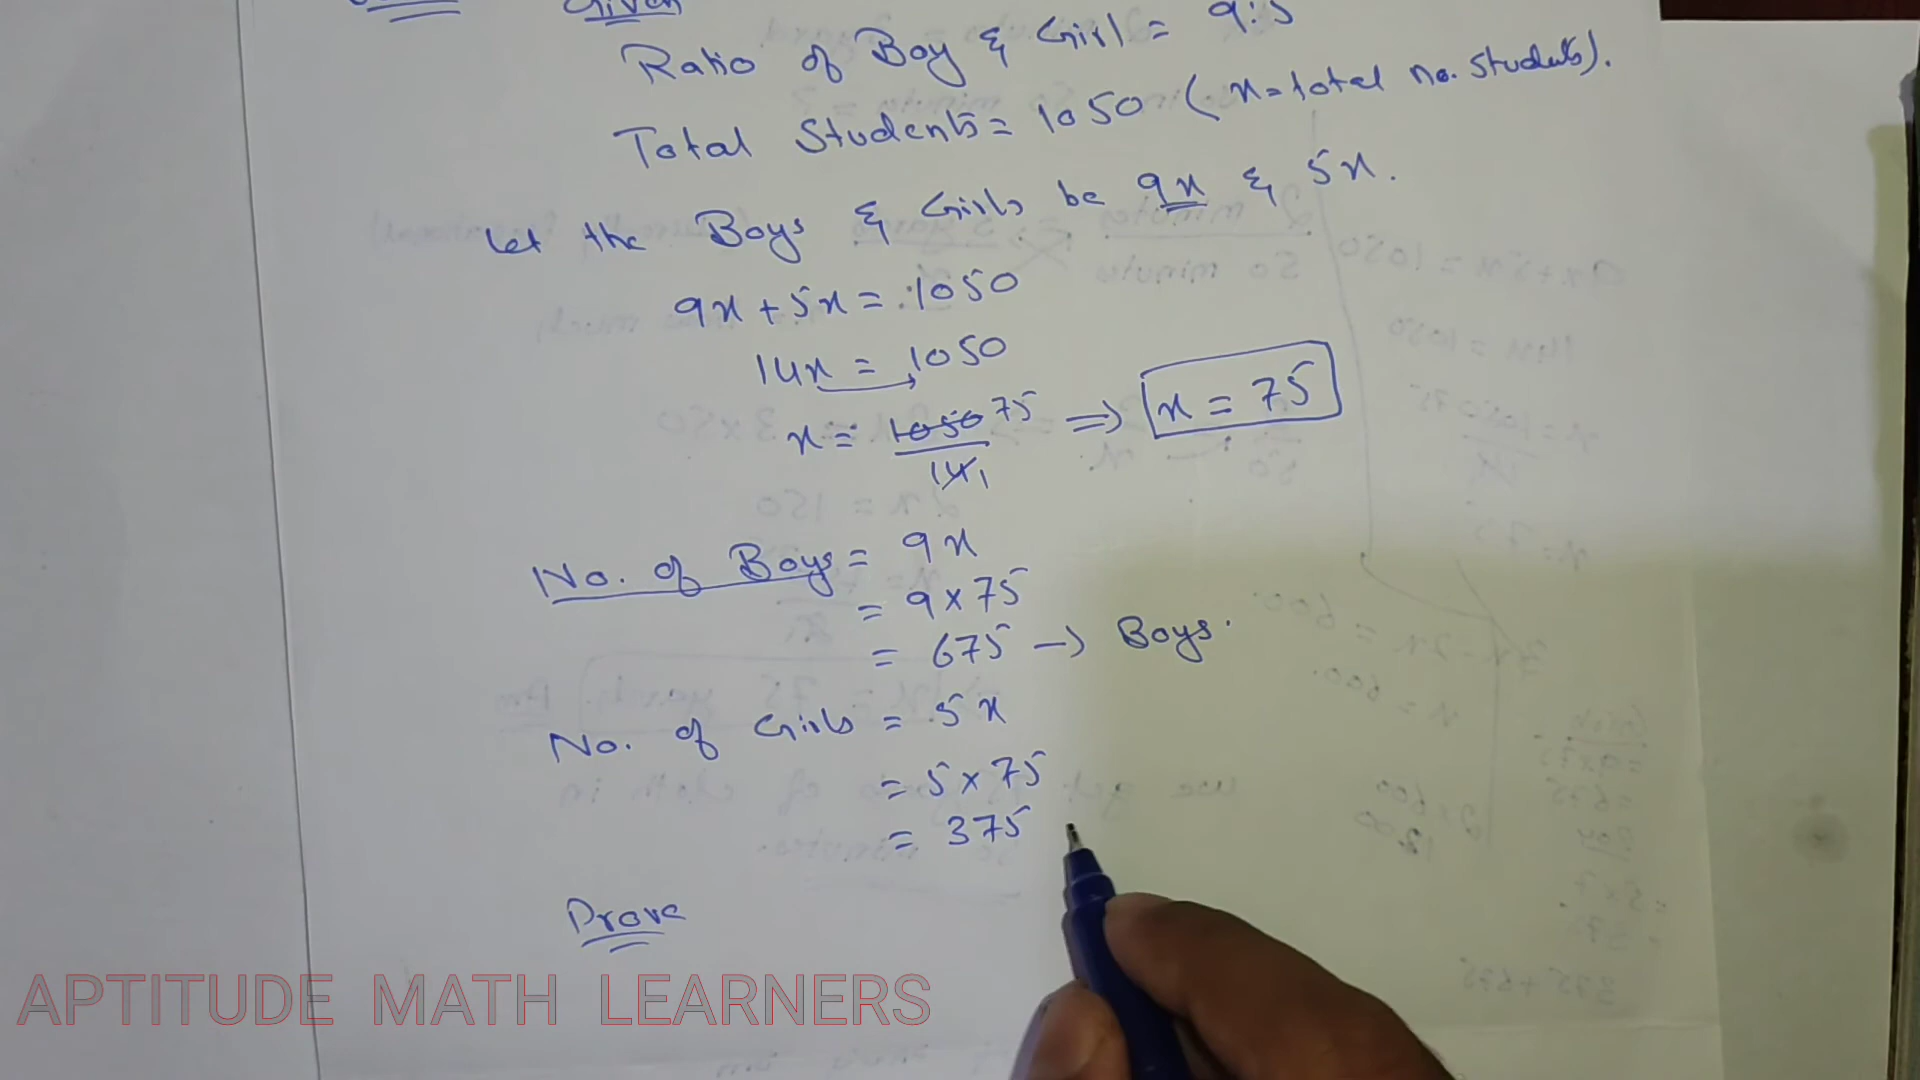 Given
Ratio of Boy & Girl = 9:5
Total Students = 1050 (x = total no. students).
Let the Boys & Girls be 9x & 5x.
9x + 5x = 1050
14x = 1050
x = 1050 75 ⇒ x = 75
14 1
No. of Boys = 9x
= 9 × 75
= 675 → Boys.
No. of Girls = 5x
= 5 × 75
= 375
Prove
APTITUDE MATH LEARNERS